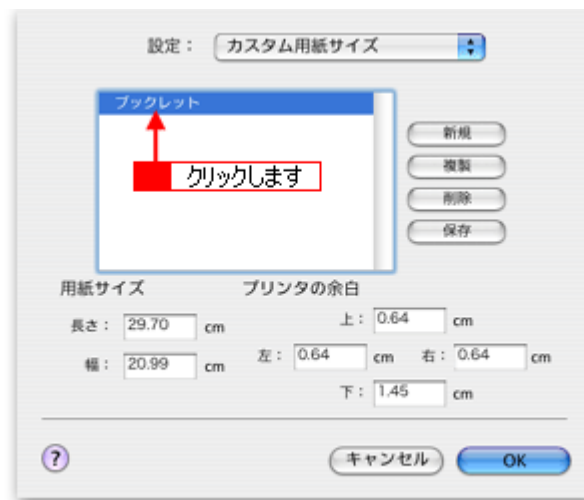 設定： カスタム用紙サイズ
ブックレット
クリックします
新規
複製
削除
保存
用紙サイズ
プリンタの余白
長さ： 29.70 cm
上： 0.64 cm
幅： 20.99 cm
左： 0.64 cm 右： 0.64 cm
下： 1.45 cm
? キャンセル OK